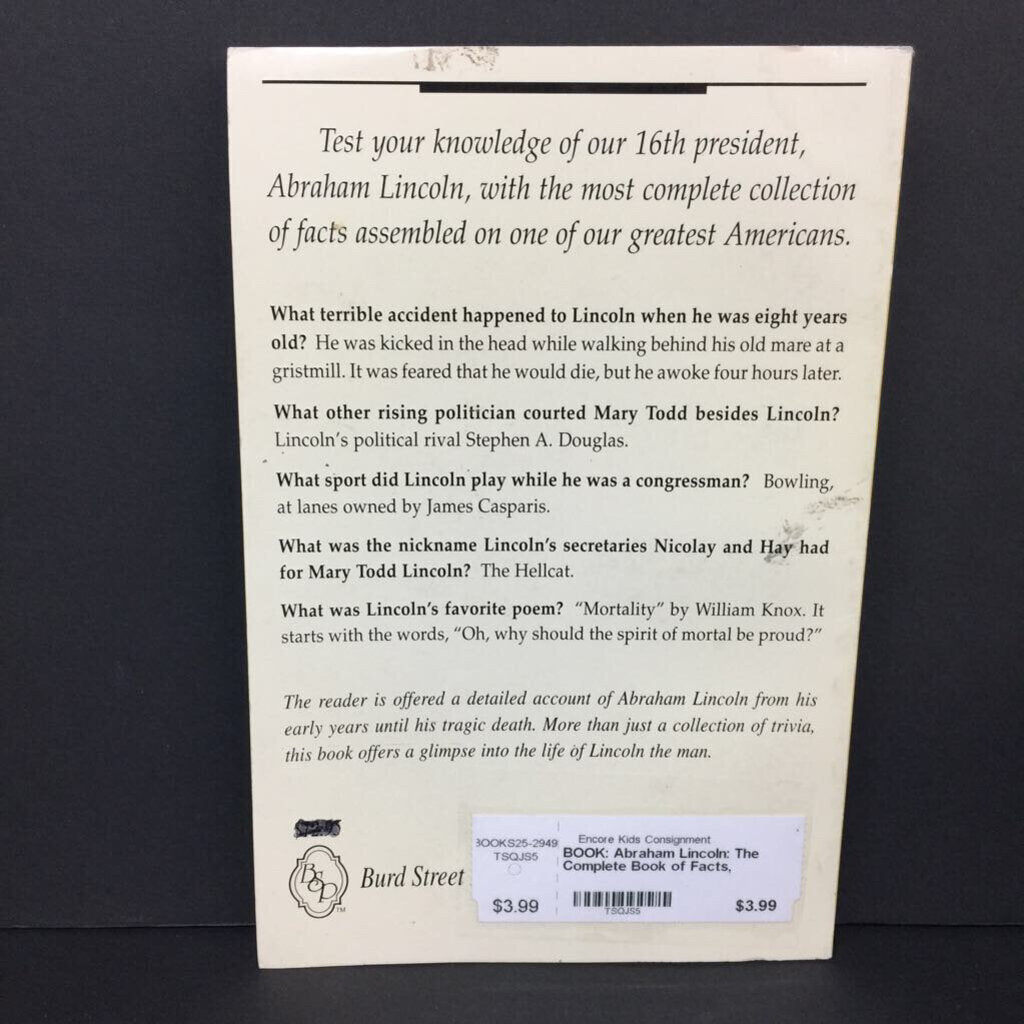 Test your knowledge of our 16th president,
Abraham Lincoln, with the most complete collection
of facts assembled on one of our greatest Americans.
What terrible accident happened to Lincoln when he was eight years
old? He was kicked in the head while walking behind his old mare at a
gristmill. It was feared that he would die, but he awoke four hours later.
What other rising politician courted Mary Todd besides Lincoln?
Lincoln's political rival Stephen A. Douglas.
What sport did Lincoln play while he was a congressman? Bowling,
at lanes owned by James Casparis.
What was the nickname Lincoln's secretaries Nicolay and Hay had
for Mary Todd Lincoln? The Hellcat.
What was Lincoln's favorite poem? “Mortality” by William Knox. It
starts with the words, “Oh, why should the spirit of mortal be proud?”
The reader is offered a detailed account of Abraham Lincoln from his
early years until his tragic death. More than just a collection of trivia,
this book offers a glimpse into the life of Lincoln the man.
BSP TM
Burd Street
BOOKS25-2949
TSQJS5
$3.99
Encore Kids Consignment
BOOK: Abraham Lincoln: The
Complete Book of Facts,
TSQJS5
$3.99